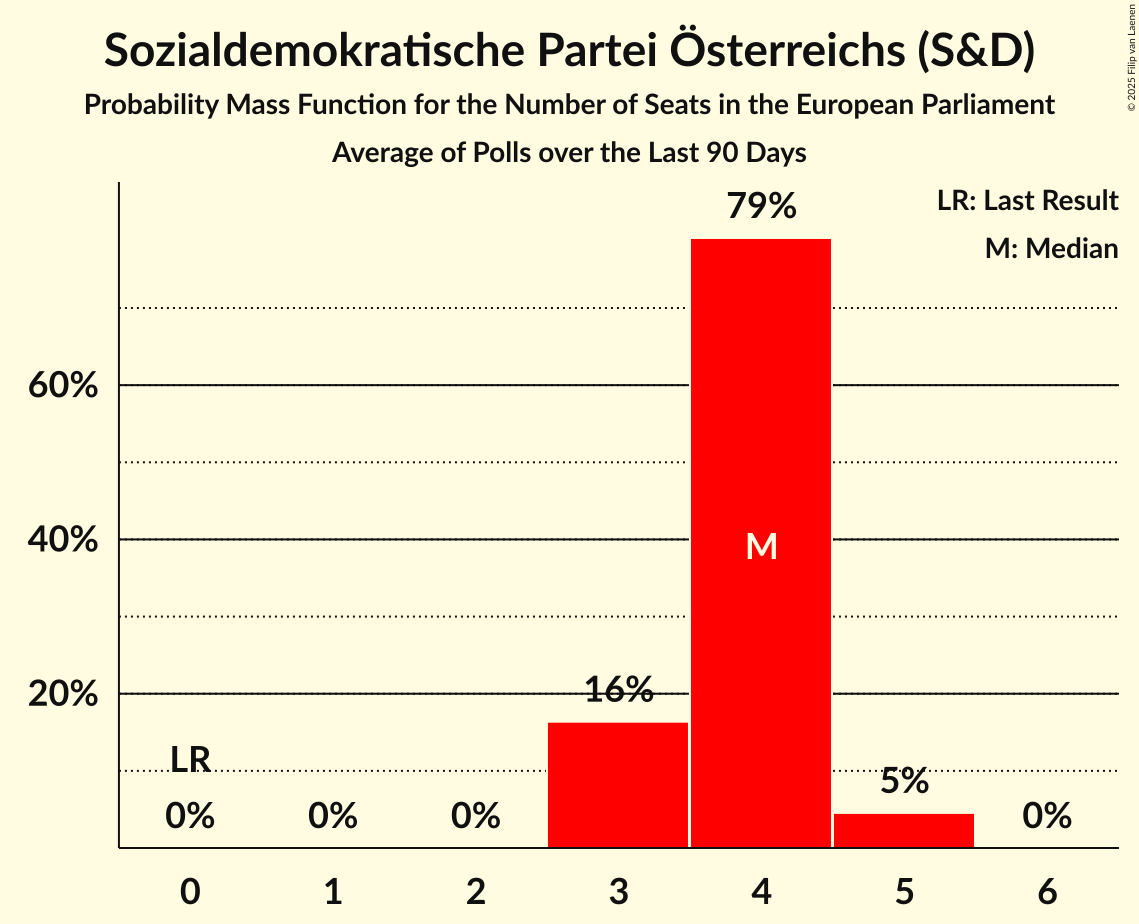 Sozialdemokratische Partei Österreichs (S&D)
Probability Mass Function for the Number of Seats in the European Parliament
Average of Polls over the Last 90 Days
© 2025 Filip van Laenen
LR: Last Result
M: Median
79%
60%
40%
M
20%
16%
LR
5%
0%
0%
0%
0%
0
1
2
3
4
5
6